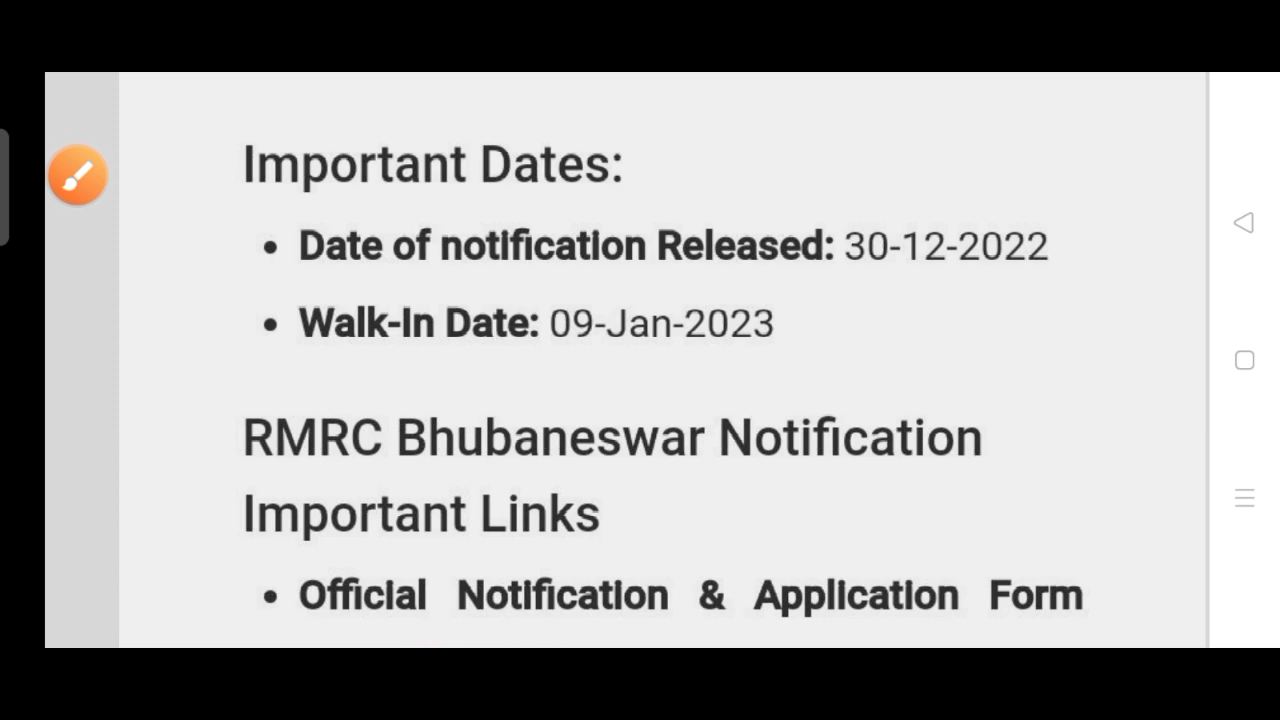 Important Dates:
• Date of notification Released: 30-12-2022
• Walk-In Date: 09-Jan-2023
RMRC Bhubaneswar Notification
Important Links
• Official Notification & Application Form